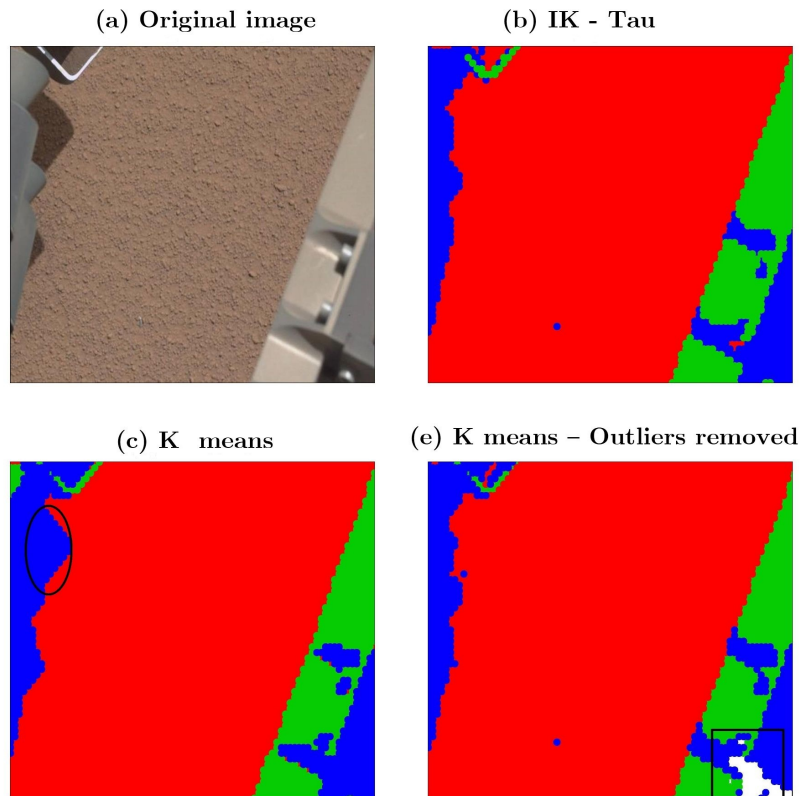 (a) Original image
(b) IK - Tau
(c) K means
(e) K means – Outliers removed